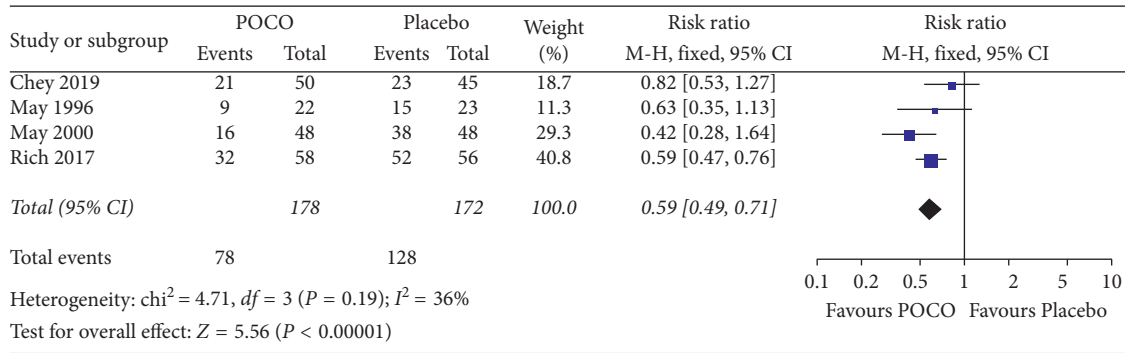 Study or subgroup POCO Placebo Weight (%) Risk ratio Risk ratio
Events Total Events Total M-H, fixed, 95% CI M-H, fixed, 95% CI
Chey 2019 21 50 23 45 18.7 0.82 [0.53, 1.27]
May 1996 9 22 15 23 11.3 0.63 [0.35, 1.13]
May 2000 16 48 38 48 29.3 0.42 [0.28, 1.64]
Rich 2017 32 58 52 56 40.8 0.59 [0.47, 0.76]
Total (95% CI) 178 172 100.0 0.59 [0.49, 0.71]
Total events 78 128
Heterogeneity: chi² = 4.71, df = 3 (P = 0.19); I² = 36%
Test for overall effect: Z = 5.56 (P < 0.00001)
0.1 0.2 0.5 1 2 5 10
Favours POCO Favours Placebo